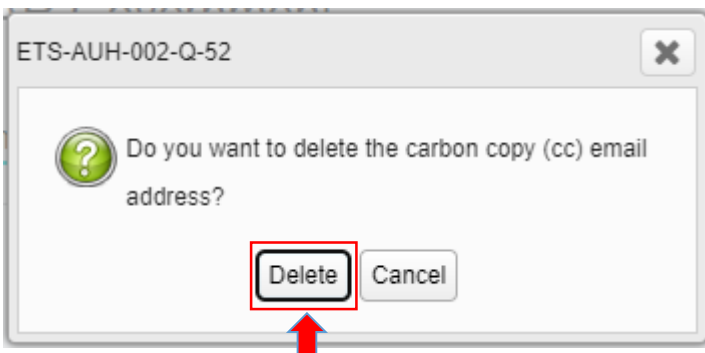 ETS-AUH-002-Q-52
Do you want to delete the carbon copy (cc) email
address?
Delete Cancel